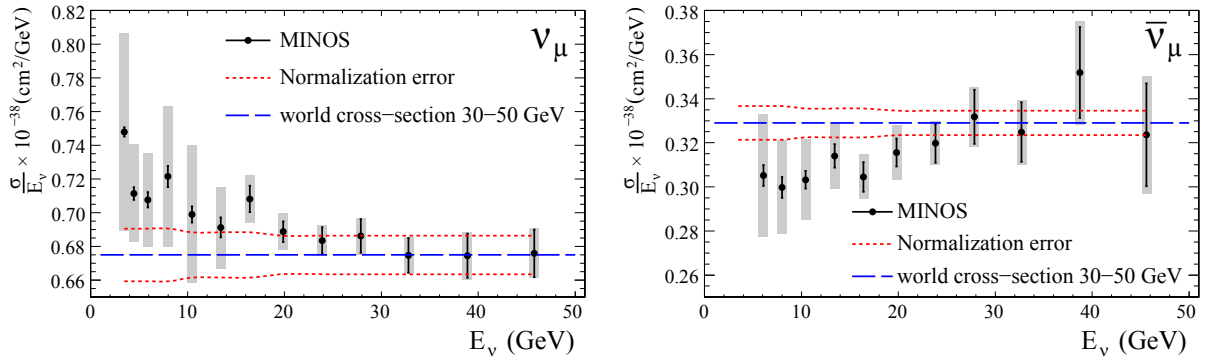 0.82
0.80
0.78
0.76
0.74
0.72
0.70
0.68
0.66
σ/E_ν × 10⁻³⁸ (cm²/GeV)
ν_μ
MINOS
Normalization error
world cross−section 30−50 GeV
0 10 20 30 40 50
E_ν (GeV)
0.38
0.36
0.34
0.32
0.30
0.28
0.26
σ/E_ν × 10⁻³⁸ (cm²/GeV)
ν̅_μ
MINOS
Normalization error
world cross−section 30−50 GeV
0 10 20 30 40 50
E_ν (GeV)